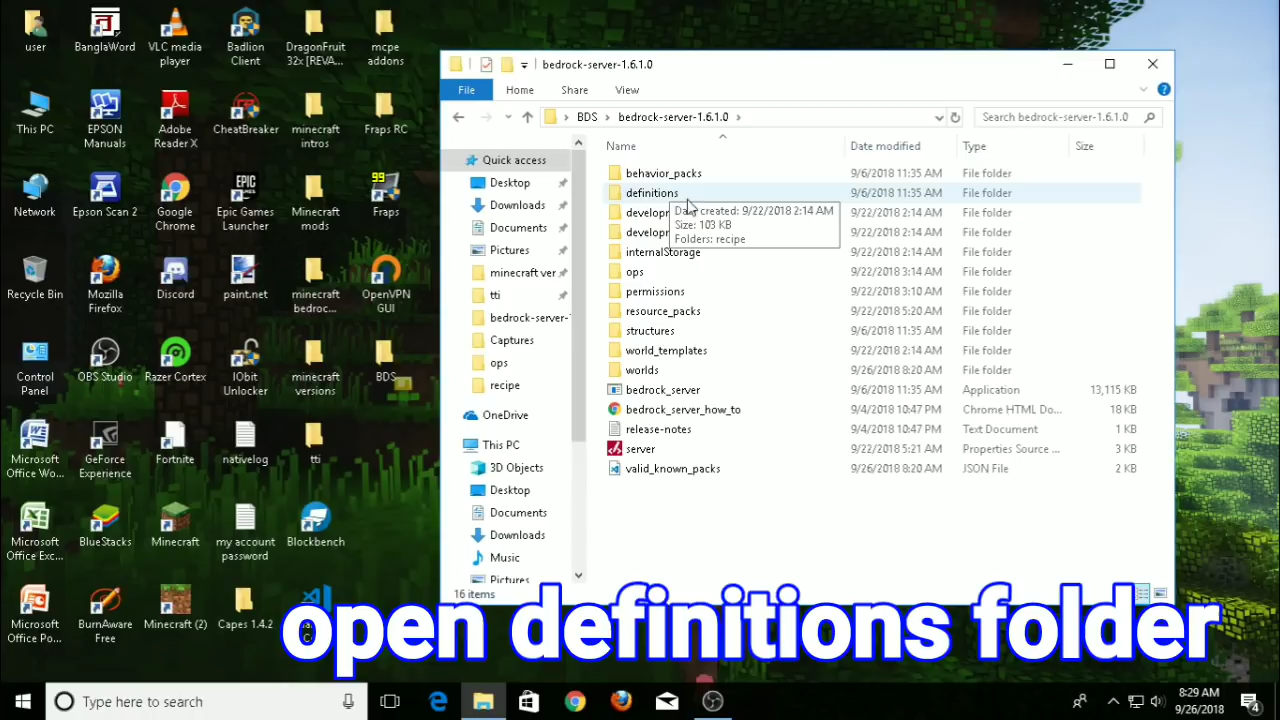 user
BanglaWord
VLC media
player
Badlion
Client
DragonFruit
32x [REVA...
mcpe
addons
This PC
EPSON
Manuals
Adobe
Reader X
CheatBreaker
minecraft
intros
Fraps RC
Network
Epson Scan 2
Google
Chrome
EPIC
GAMES
Epic Games
Launcher
Minecraft
mods
99
Fraps
Recycle Bin
Mozilla
Firefox
Discord
paint.net
minecraft
bedroc...
OpenVPN
GUI
Control
Panel
OBS Studio
Razer Cortex
IObit
Unlocker
minecraft
versions
BDS
Microsoft
Office Wo...
GeForce
Experience
Fortnite
nativelog
tti
Microsoft
Office Exc...
BlueStacks
Minecraft
my account
password
Blockbench
Microsoft
Office Po...
BurnAware
Free
Minecraft (2)
Capes 1.4.2
bedrock-server-1.6.1.0
File
Home
Share
View
BDS
bedrock-server-1.6.1.0
Search bedrock-server-1.6.1.0
Quick access
Desktop
Downloads
Documents
Pictures
minecraft ver
tti
bedrock-server-1
Captures
ops
recipe
OneDrive
This PC
3D Objects
Desktop
Documents
Downloads
Music
Pictures
Name Date modified Type Size
behavior_packs 9/6/2018 11:35 AM File folder
definitions 9/6/2018 11:35 AM File folder
developr 9/22/2018 2:14 AM File folder
developr 9/22/2018 2:14 AM File folder
internalStorage 9/22/2018 2:14 AM File folder
ops 9/22/2018 3:14 AM File folder
permissions 9/22/2018 3:10 AM File folder
resource_packs 9/22/2018 5:20 AM File folder
structures 9/6/2018 11:35 AM File folder
world_templates 9/22/2018 2:14 AM File folder
worlds 9/26/2018 8:20 AM File folder
bedrock_server 9/6/2018 11:35 AM Application 13,115 KB
bedrock_server_how_to 9/4/2018 10:47 PM Chrome HTML Do... 18 KB
release-notes 9/4/2018 10:47 PM Text Document 1 KB
server 9/22/2018 5:21 AM Properties Source ... 3 KB
valid_known_packs 9/26/2018 8:20 AM JSON File 2 KB
Date created: 9/22/2018 2:14 AM
Size: 103 KB
Folders: recipe
16 items
open definitions folder
Type here to search
8:29 AM
9/26/2018
4